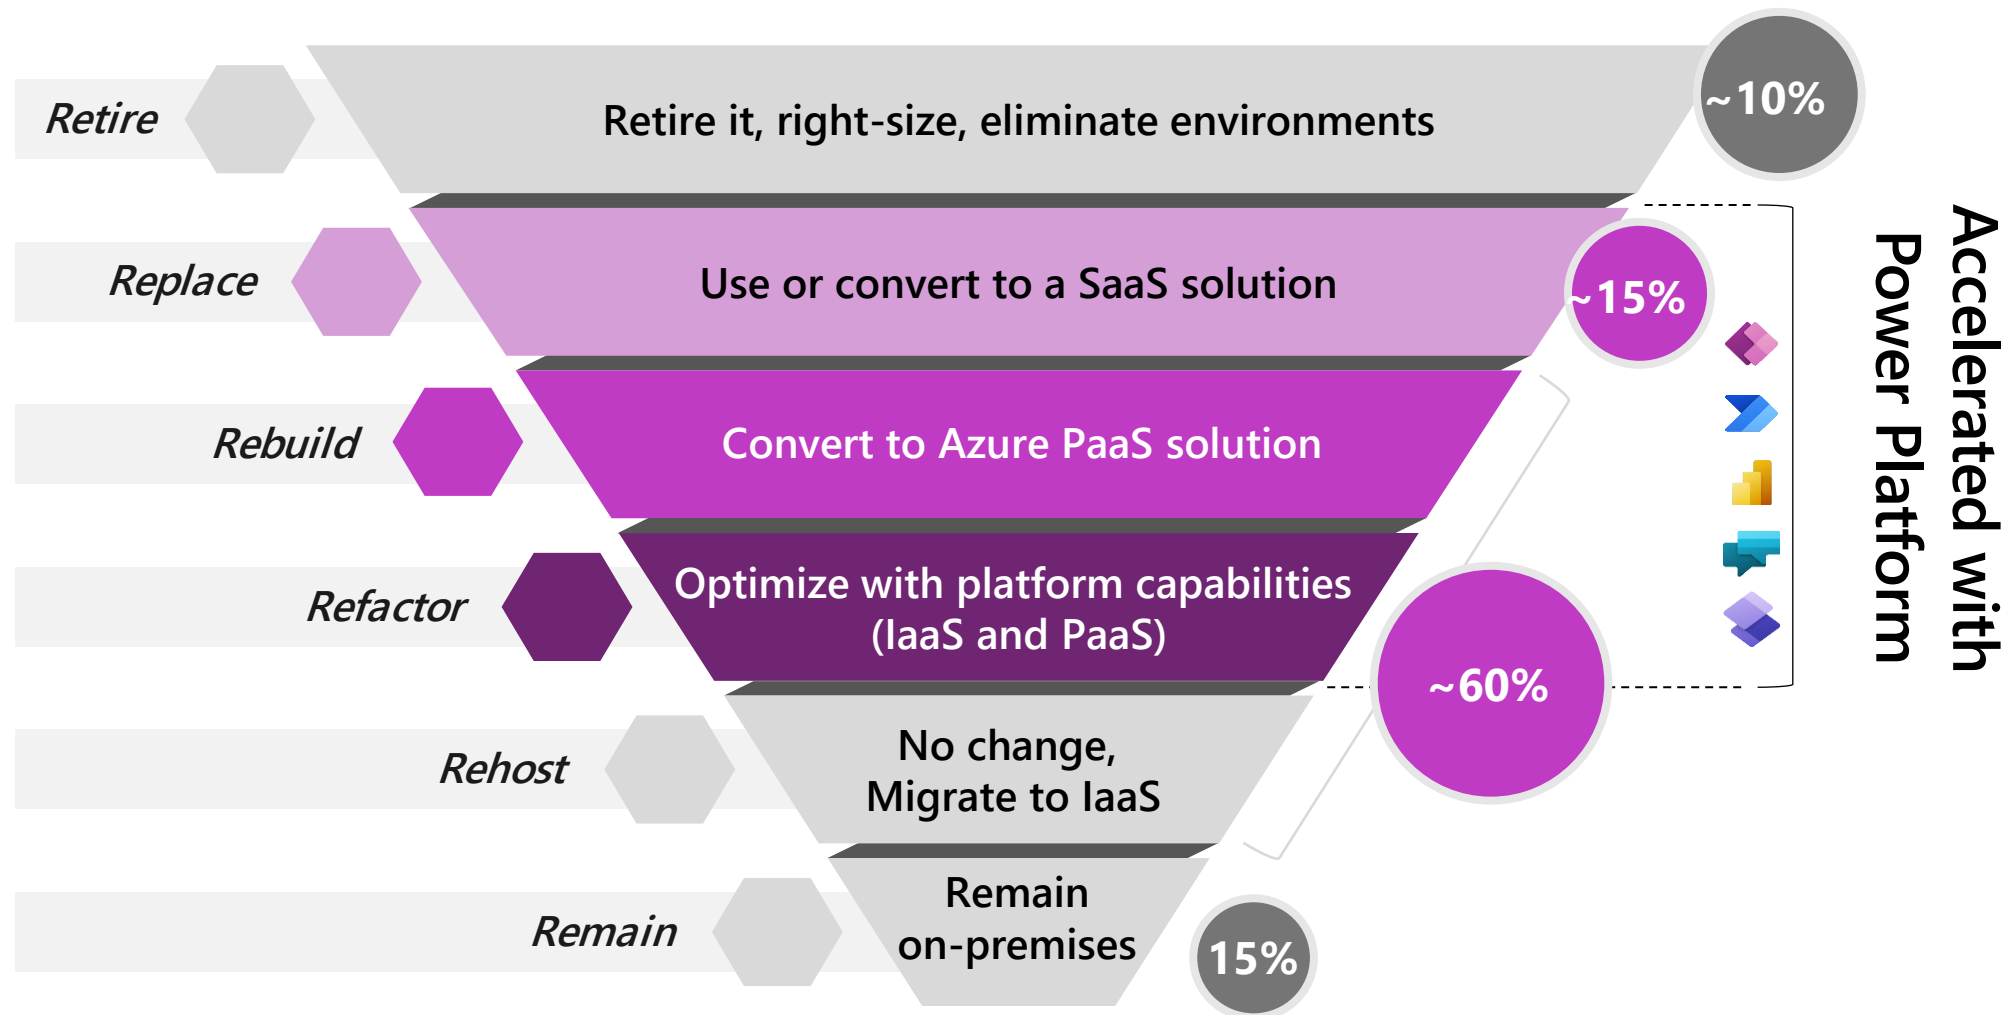 Retire
Retire it, right-size, eliminate environments
~10%
Replace
Use or convert to a SaaS solution
~15%
Rebuild
Convert to Azure PaaS solution
Refactor
Optimize with platform capabilities
(IaaS and PaaS)
~60%
Rehost
No change,
Migrate to IaaS
Remain
Remain
on-premises
15%
Accelerated with
Power Platform